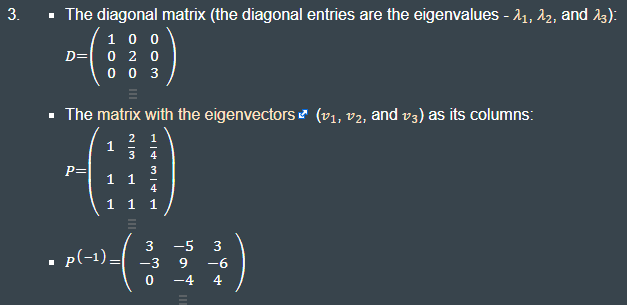 3. ▪ The diagonal matrix (the diagonal entries are the eigenvalues - λ₁, λ₂, and λ₃):
1 0 0
D=( 0 2 0 )
0 0 3
▪ The matrix with the eigenvectors (v₁, v₂, and v₃) as its columns:
1 2/3 1/4
P=( 1 1 3/4 )
1 1 1
3 −5 3
▪ P^(−1)=( −3 9 −6 )
0 −4 4